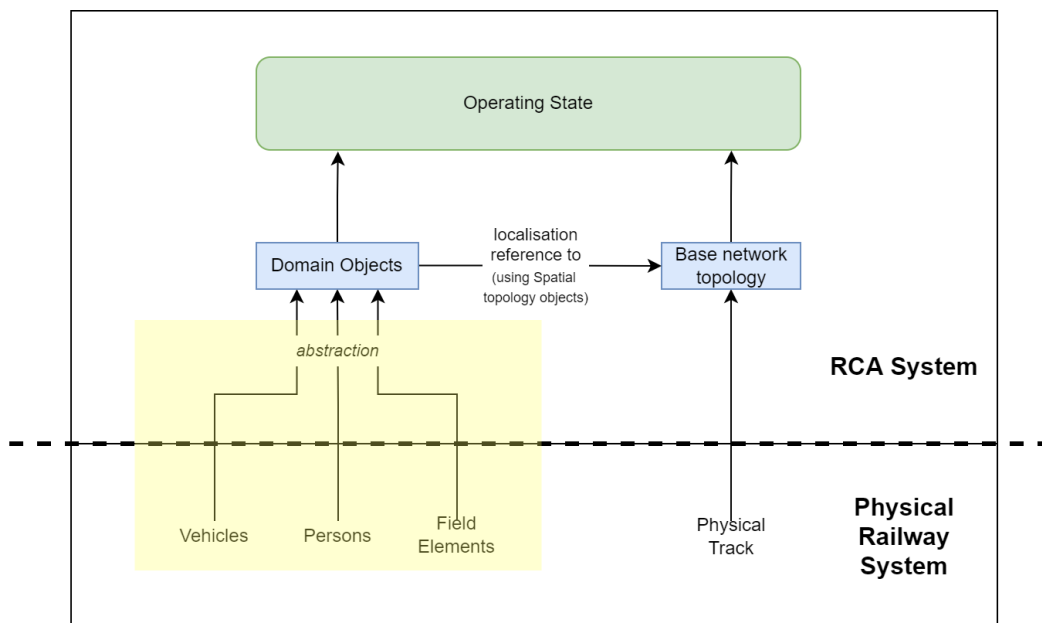 Operating State
Domain Objects
localisation
reference to
(using Spatial
topology objects)
Base network
topology
abstraction
RCA System
Vehicles
Persons
Field
Elements
Physical
Track
Physical
Railway
System